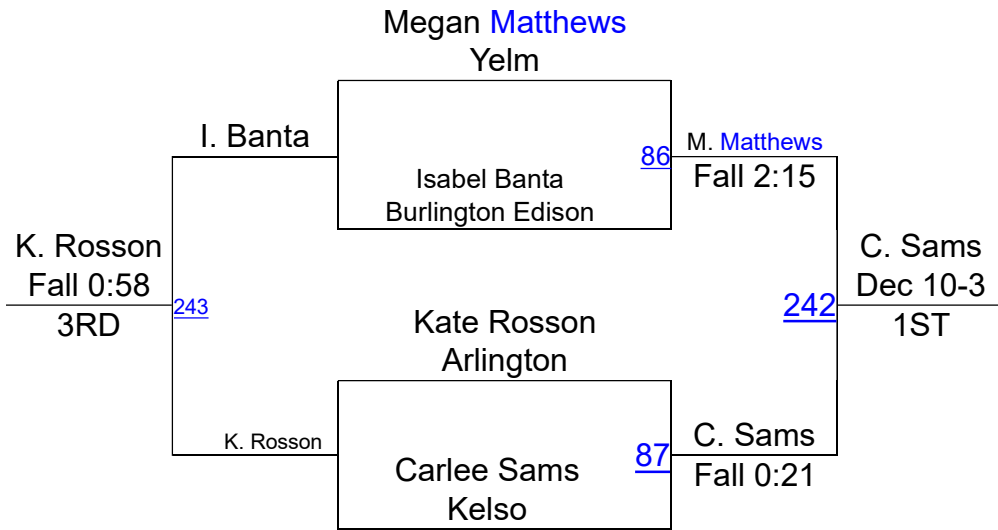 Megan Matthews
Yelm
I. Banta
86
M. Matthews
Fall 2:15
Isabel Banta
Burlington Edison
K. Rosson
Fall 0:58
3RD
243
C. Sams
Dec 10-3
1ST
242
Kate Rosson
Arlington
K. Rosson
87
C. Sams
Fall 0:21
Carlee Sams
Kelso